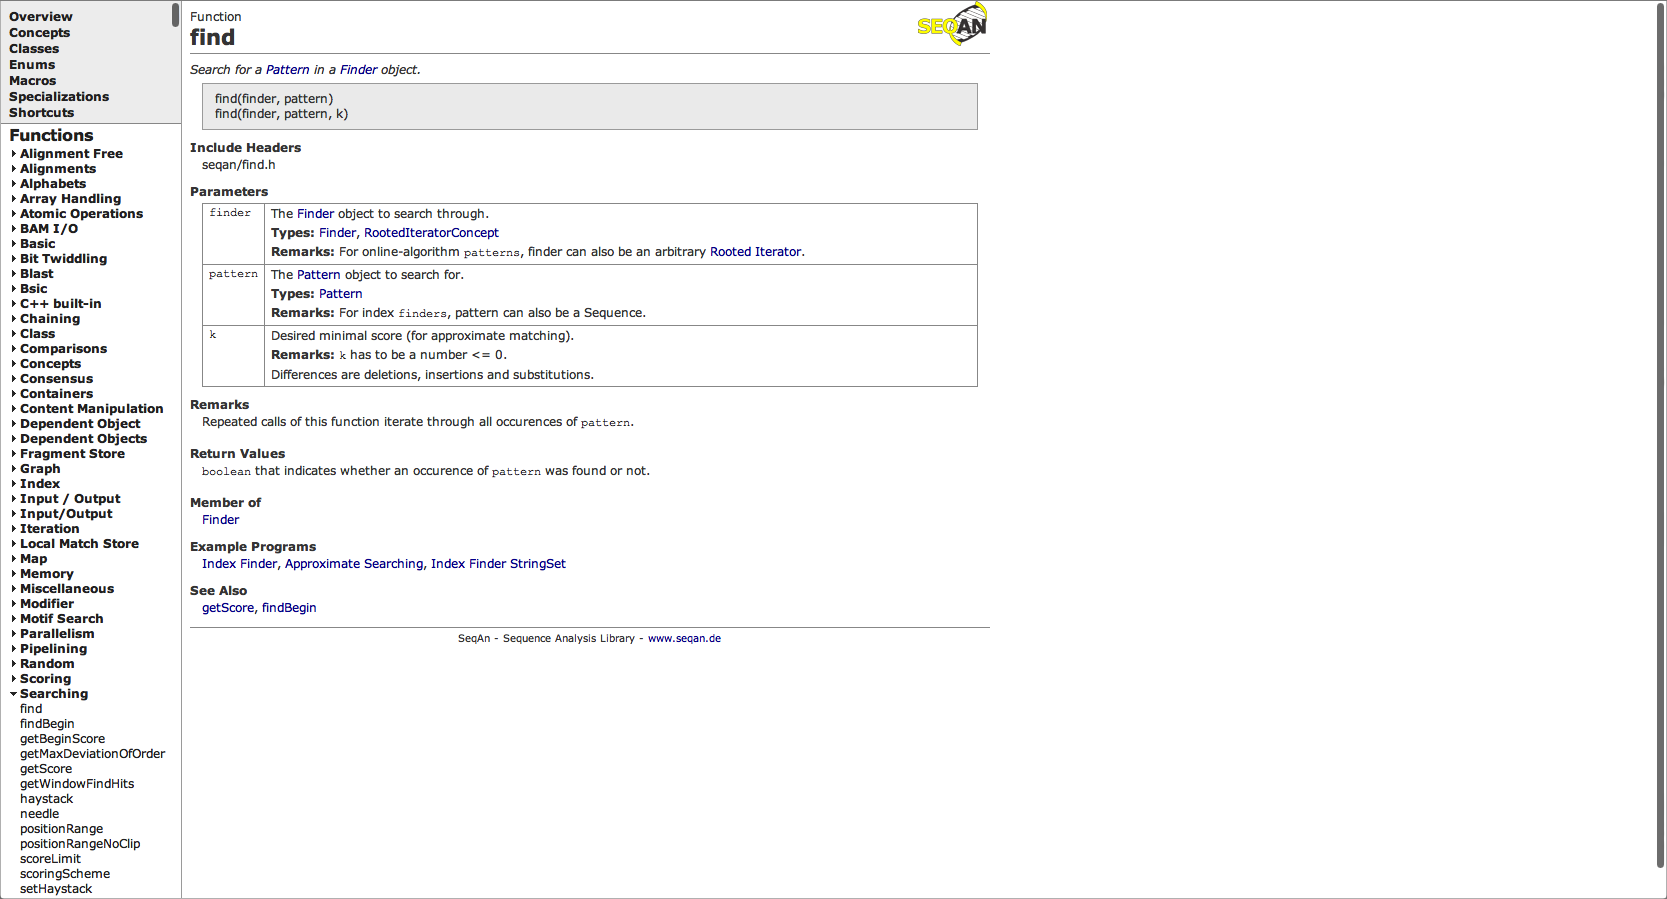 Overview
Concepts
Classes
Enums
Macros
Specializations
Shortcuts
Functions
Alignment Free
Alignments
Alphabets
Array Handling
Atomic Operations
BAM I/O
Basic
Bit Twiddling
Blast
Bsic
C++ built-in
Chaining
Class
Comparisons
Concepts
Consensus
Containers
Content Manipulation
Dependent Object
Dependent Objects
Fragment Store
Graph
Index
Input / Output
Input/Output
Iteration
Local Match Store
Map
Memory
Miscellaneous
Modifier
Motif Search
Parallelism
Pipelining
Random
Scoring
Searching
find
findBegin
getBeginScore
getMaxDeviationOfOrder
getScore
getWindowFindHits
haystack
needle
positionRange
positionRangeNoClip
scoreLimit
scoringScheme
setHaystack
Function
find
SEQAN
Search for a Pattern in a Finder object.
find(finder, pattern)
find(finder, pattern, k)
Include Headers
seqan/find.h
Parameters
finder The Finder object to search through.
Types: Finder, RootedIteratorConcept
Remarks: For online-algorithm patterns, finder can also be an arbitrary Rooted Iterator.
pattern The Pattern object to search for.
Types: Pattern
Remarks: For index finders, pattern can also be a Sequence.
k Desired minimal score (for approximate matching).
Remarks: k has to be a number <= 0.
Differences are deletions, insertions and substitutions.
Remarks
Repeated calls of this function iterate through all occurences of pattern.
Return Values
boolean that indicates whether an occurence of pattern was found or not.
Member of
Finder
Example Programs
Index Finder, Approximate Searching, Index Finder StringSet
See Also
getScore, findBegin
SeqAn - Sequence Analysis Library - www.seqan.de